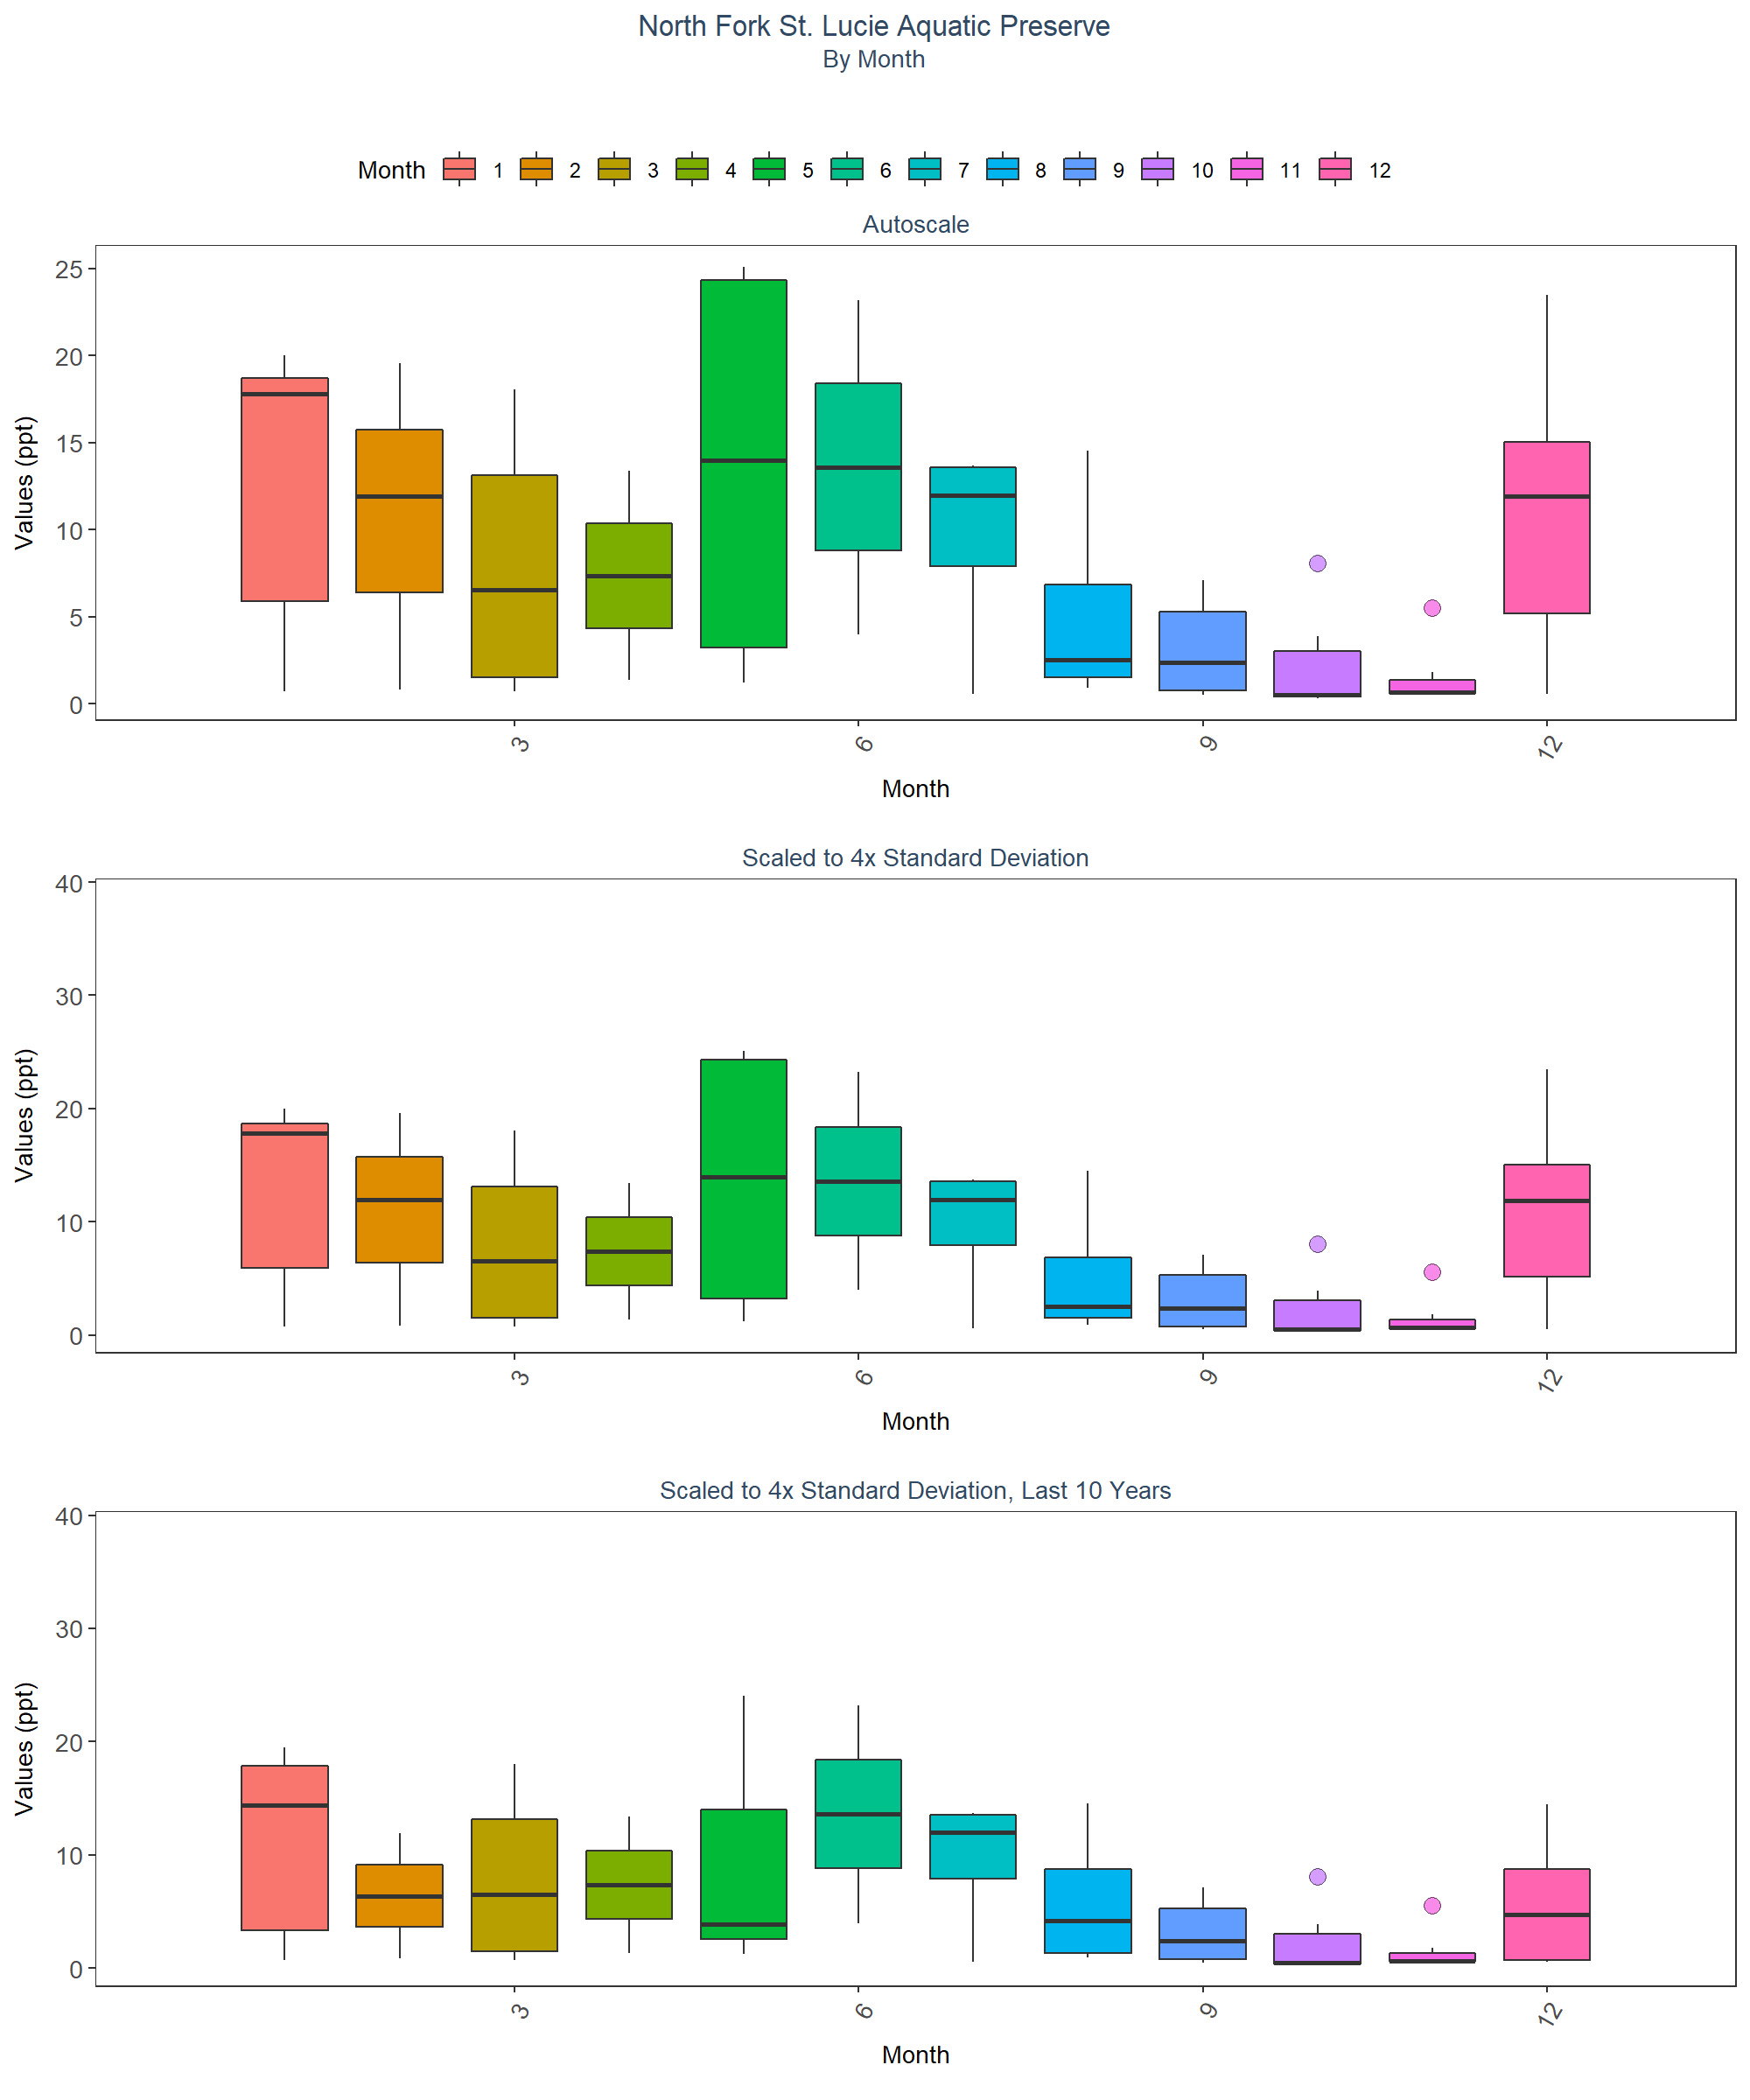 North Fork St. Lucie Aquatic Preserve
By Month
Month 1 2 3 4 5 6 7 8 9 10 11 12
Autoscale
Values (ppt)
25
20
15
10
5
0
3 6 9 12
Month
Scaled to 4x Standard Deviation
Values (ppt)
40
30
20
10
0
3 6 9 12
Month
Scaled to 4x Standard Deviation, Last 10 Years
Values (ppt)
40
30
20
10
0
3 6 9 12
Month